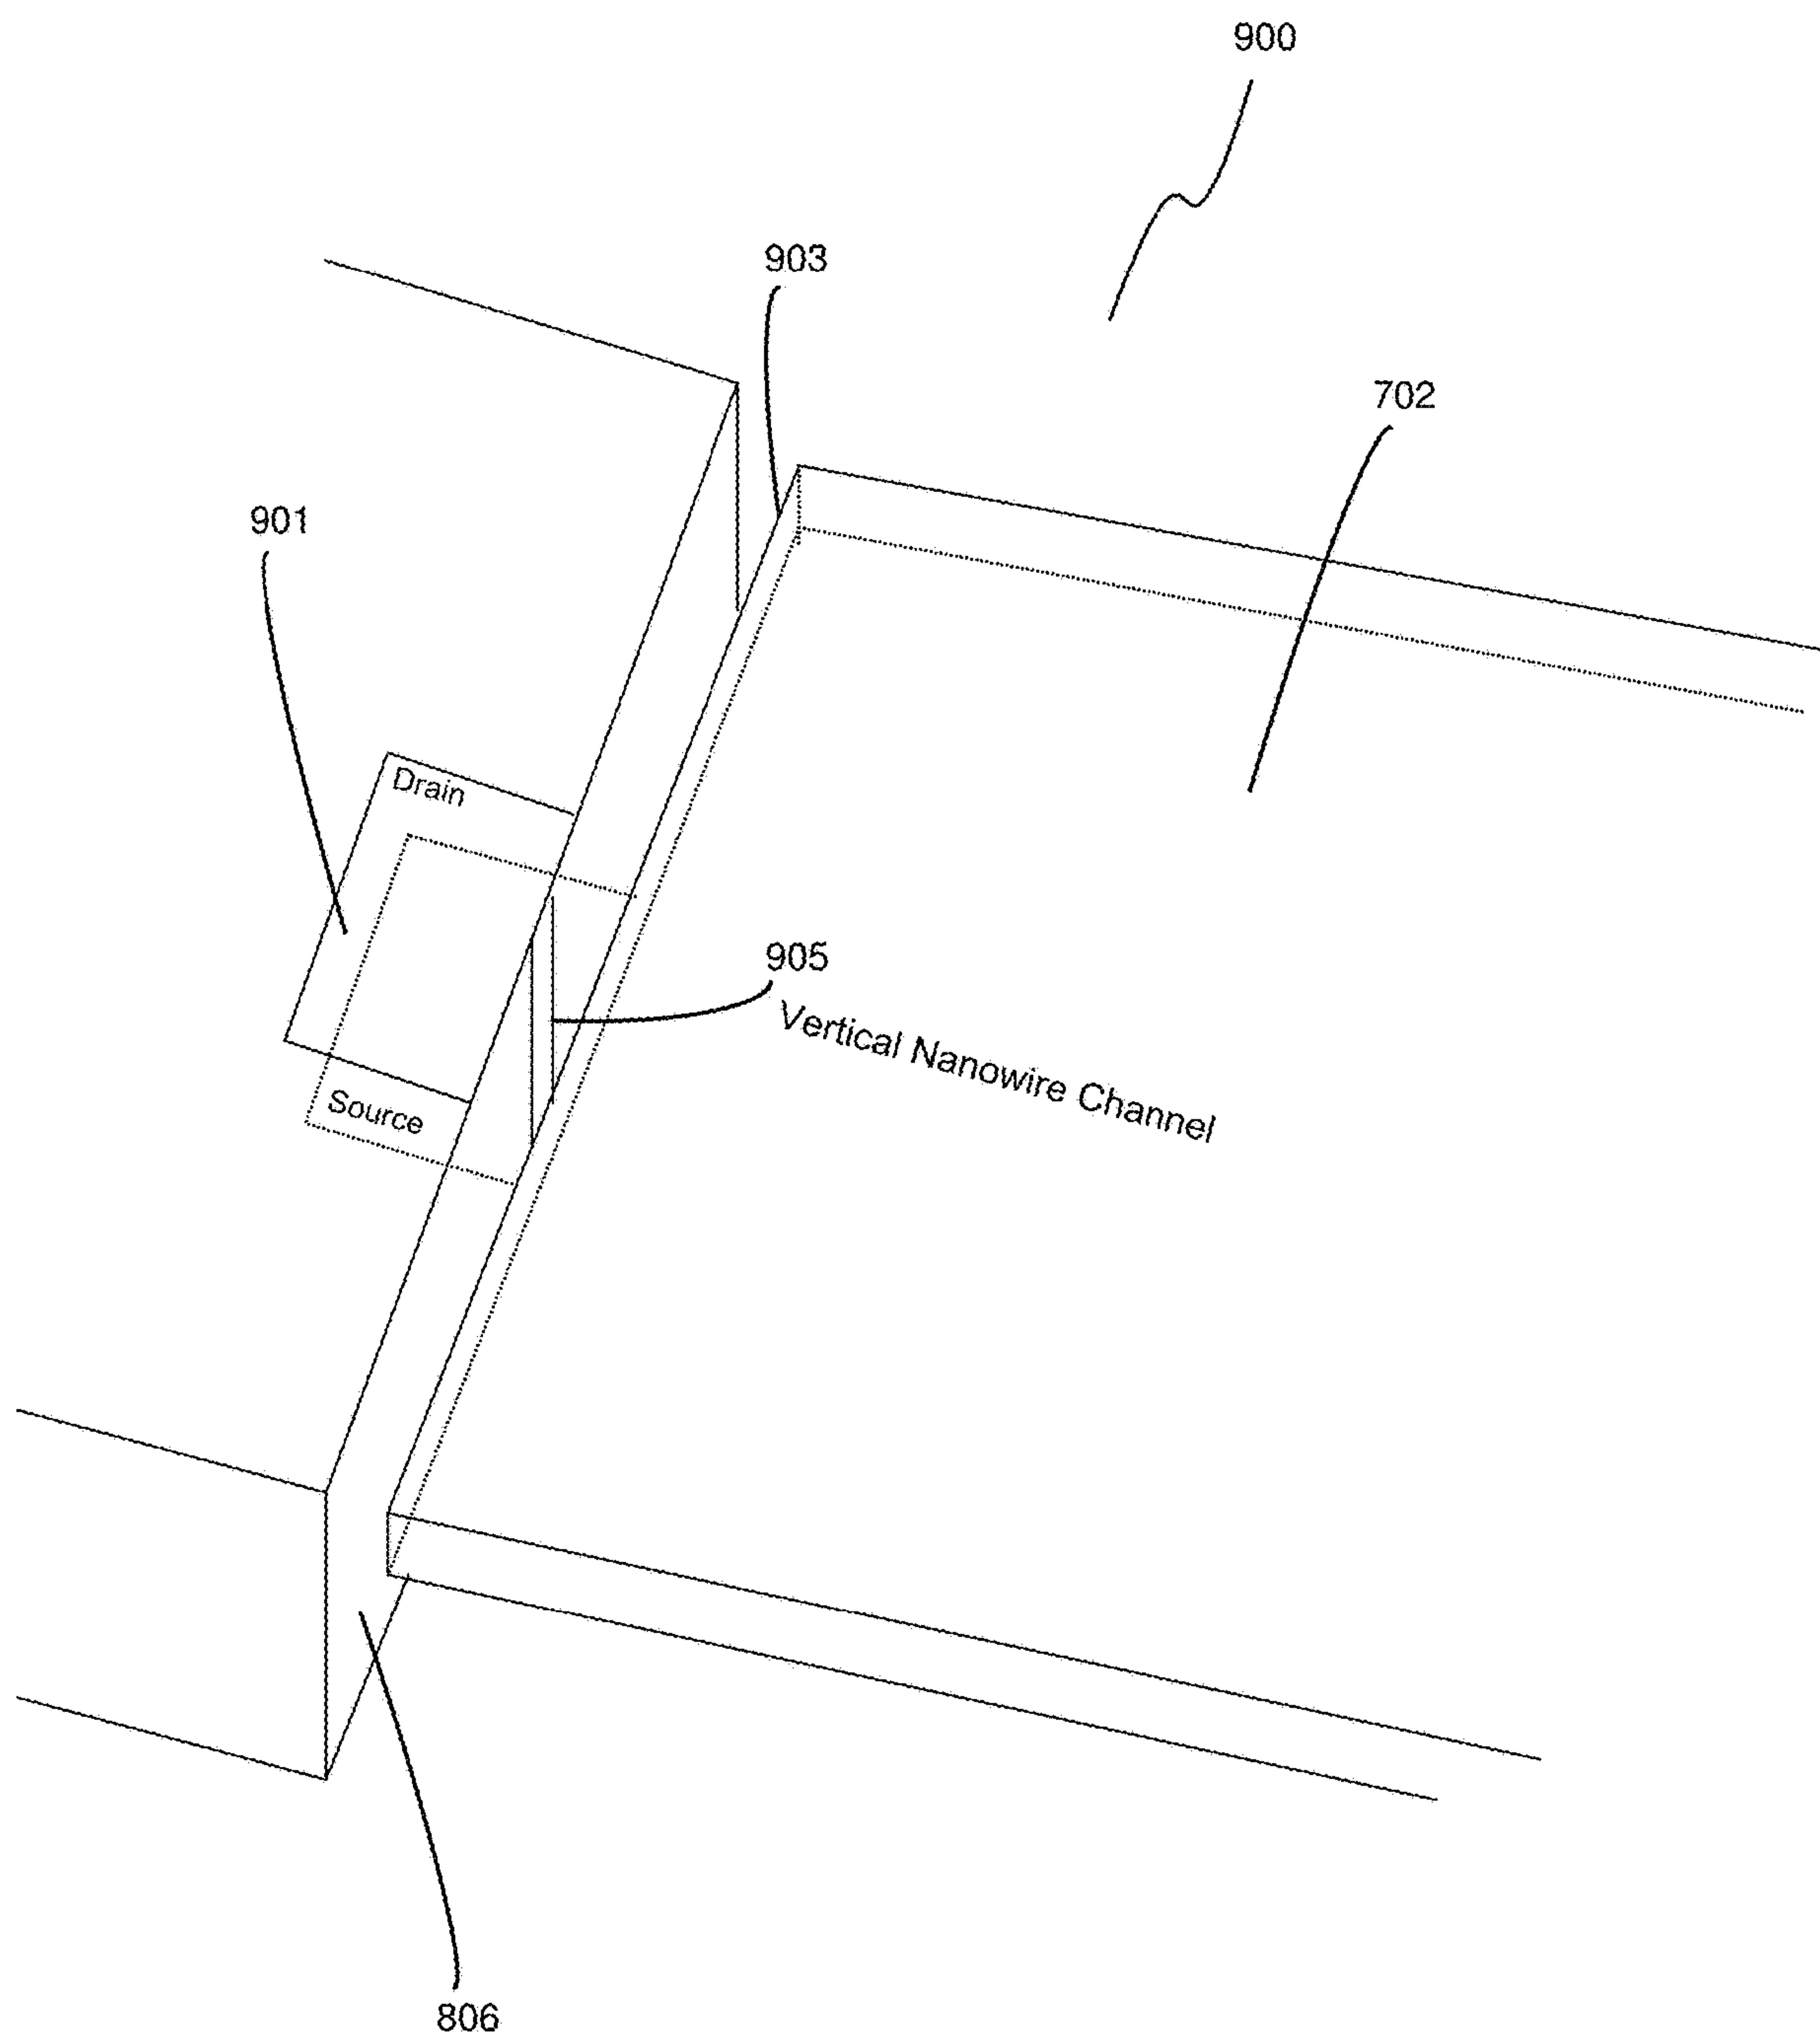 900
903
702
901
Drain
905
Vertical Nanowire Channel
Source
806